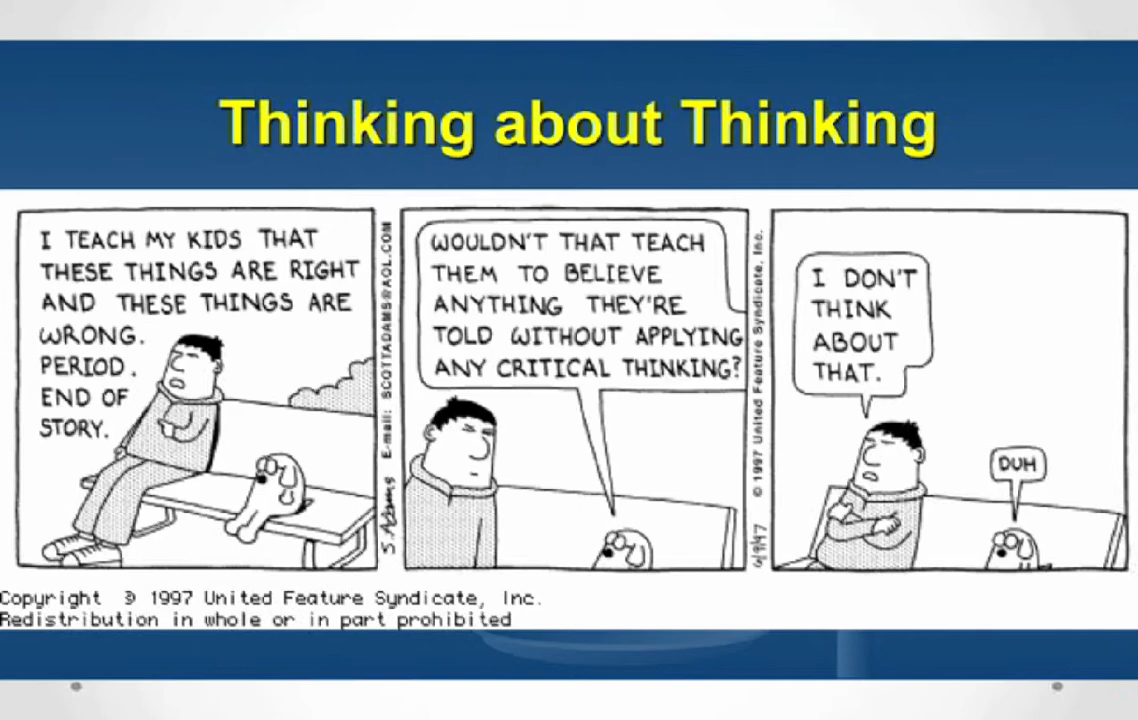 Thinking about Thinking
I TEACH MY KIDS THAT
THESE THINGS ARE RIGHT
AND THESE THINGS ARE
WRONG.
PERIOD.
END OF
STORY.
S.Adams E-mail: SCOTTADAMS@AOL.COM
WOULDN'T THAT TEACH
THEM TO BELIEVE
ANYTHING THEY'RE
TOLD WITHOUT APPLYING
ANY CRITICAL THINKING?
6/9/97 © 1997 United Feature Syndicate, Inc.
I DON'T
THINK
ABOUT
THAT.
DUH
Copyright © 1997 United Feature Syndicate, Inc.
Redistribution in whole or in part prohibited